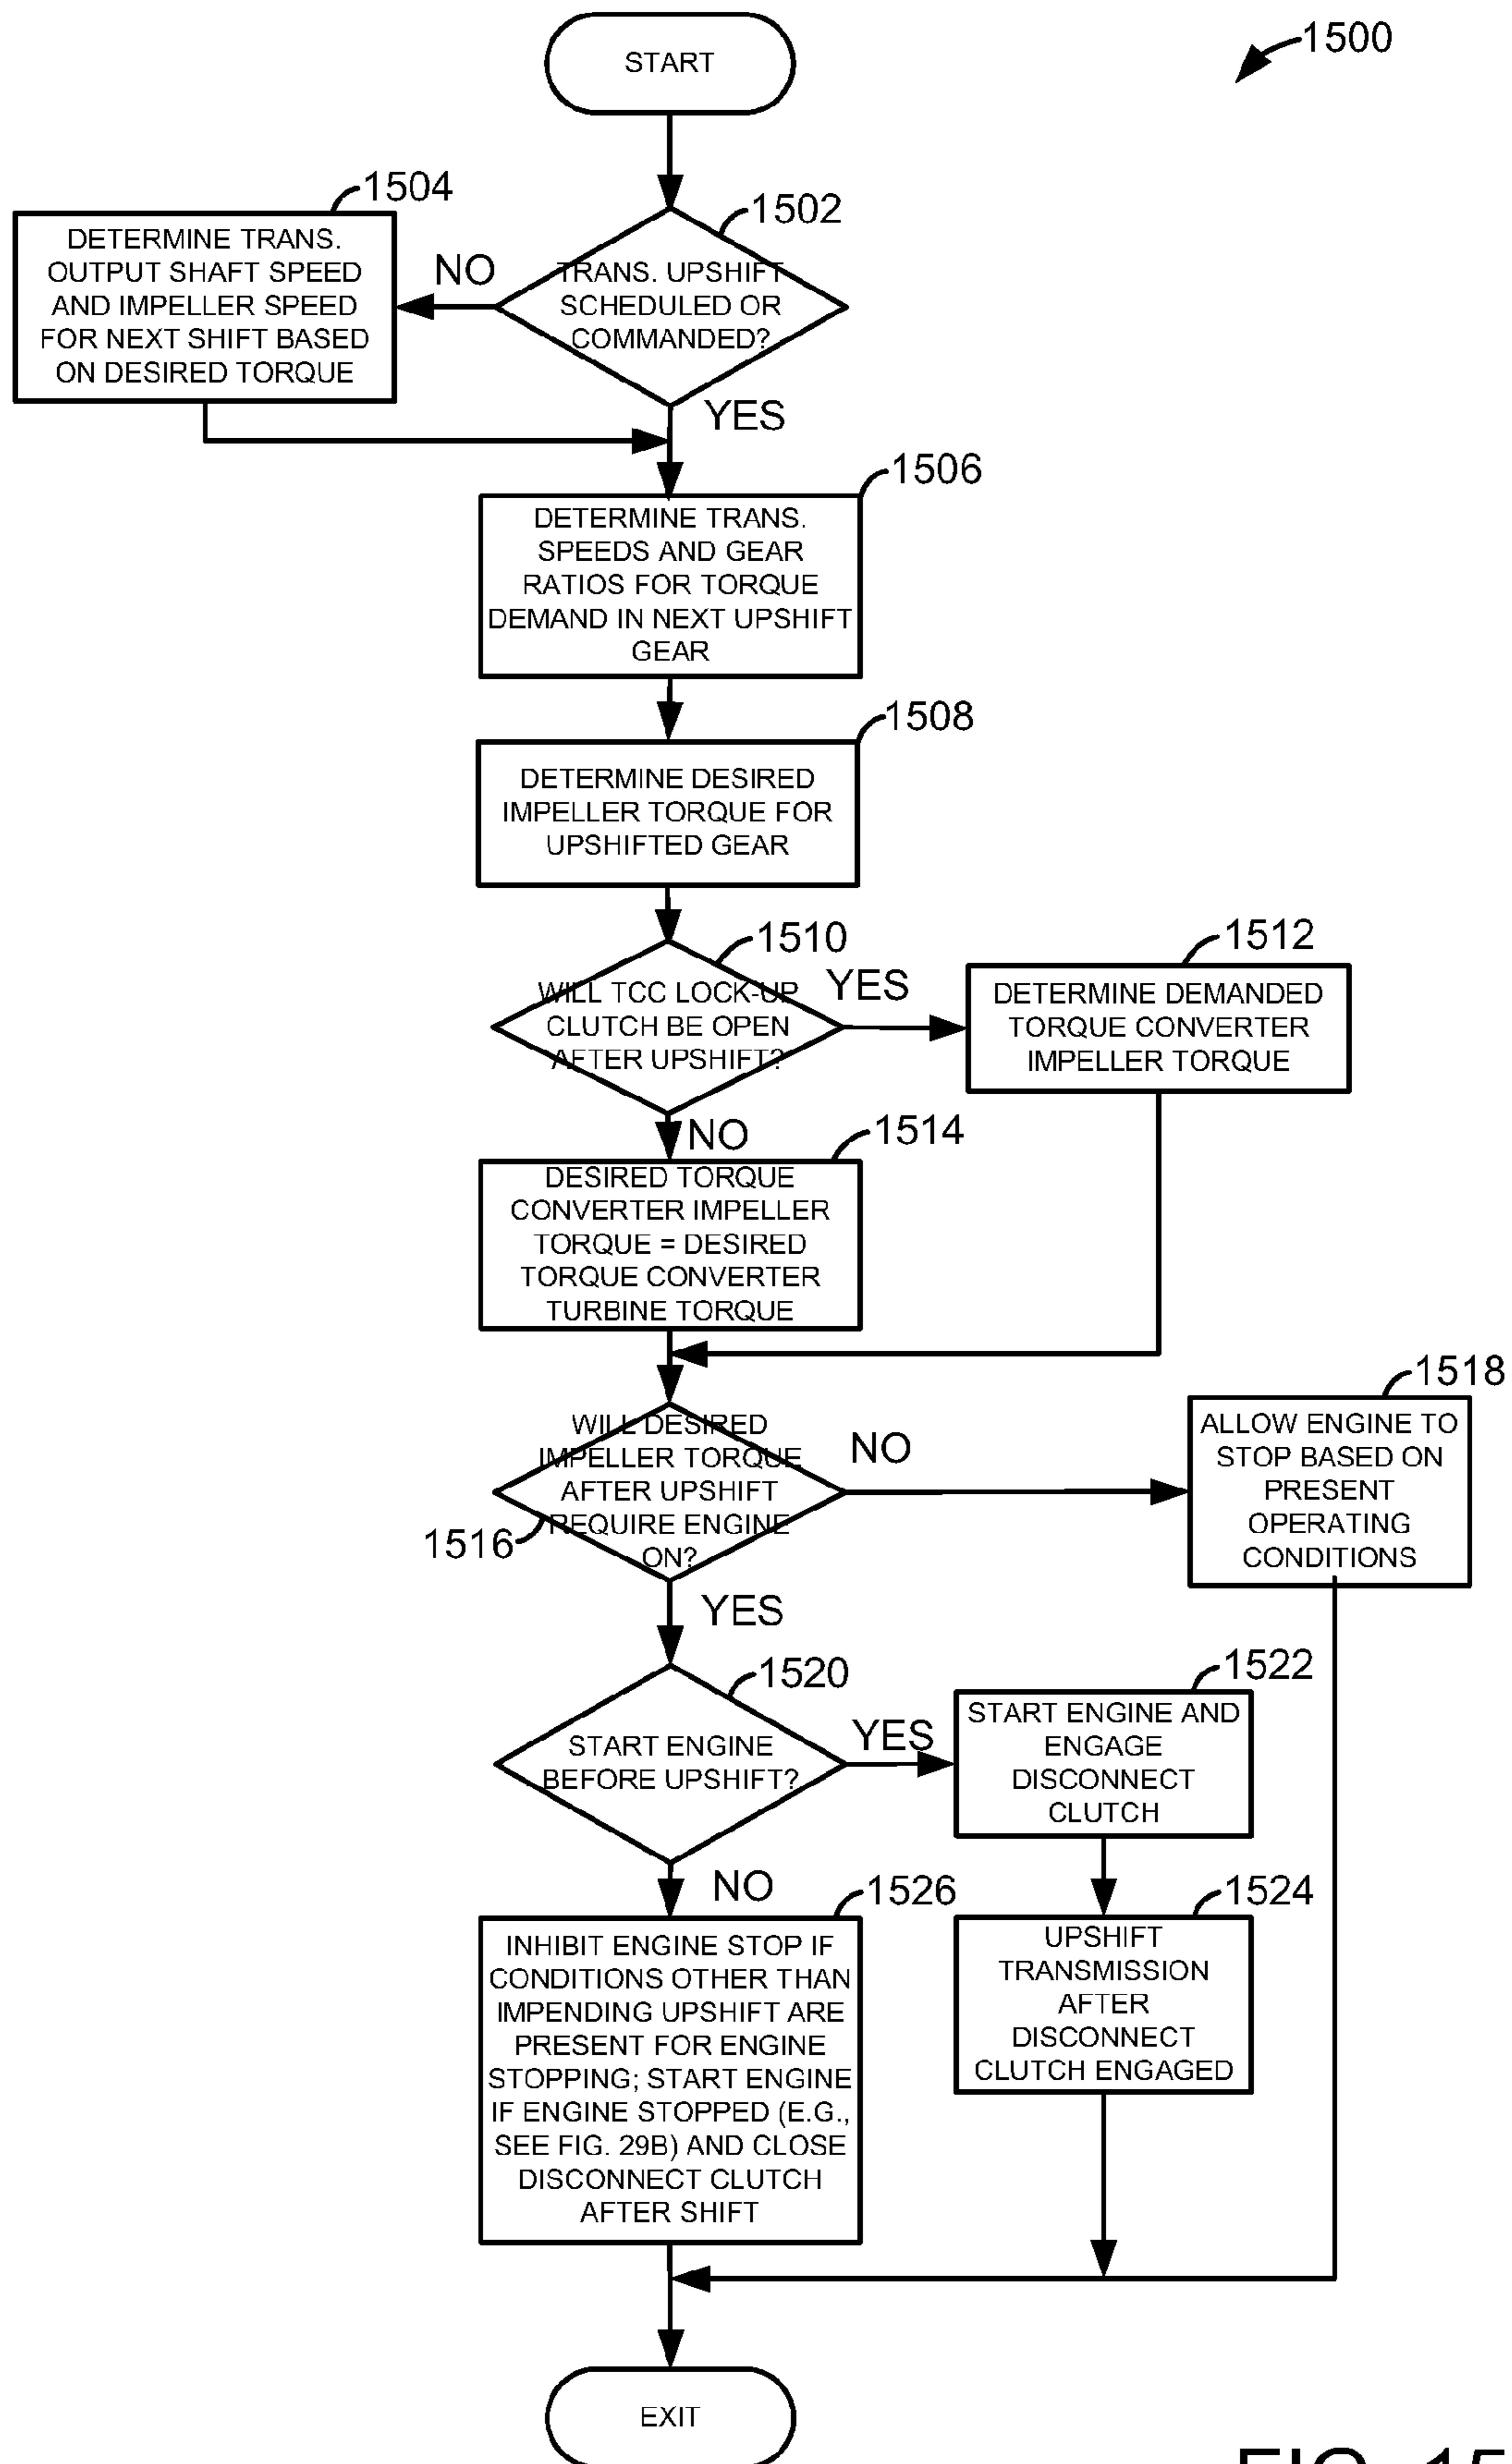 START
1500
1504
1502
DETERMINE TRANS.
OUTPUT SHAFT SPEED
AND IMPELLER SPEED
FOR NEXT SHIFT BASED
ON DESIRED TORQUE
NO
TRANS. UPSHIFT
SCHEDULED OR
COMMANDED?
YES
1506
DETERMINE TRANS.
SPEEDS AND GEAR
RATIOS FOR TORQUE
DEMAND IN NEXT UPSHIFT
GEAR
1508
DETERMINE DESIRED
IMPELLER TORQUE FOR
UPSHIFTED GEAR
1510
WILL TCC LOCK-UP
CLUTCH BE OPEN
AFTER UPSHIFT?
YES
1512
DETERMINE DEMANDED
TORQUE CONVERTER
IMPELLER TORQUE
NO
1514
DESIRED TORQUE
CONVERTER IMPELLER
TORQUE = DESIRED
TORQUE CONVERTER
TURBINE TORQUE
1516
WILL DESIRED
IMPELLER TORQUE
AFTER UPSHIFT
REQUIRE ENGINE
ON?
NO
1518
ALLOW ENGINE TO
STOP BASED ON
PRESENT
OPERATING
CONDITIONS
YES
1520
START ENGINE
BEFORE UPSHIFT?
YES
1522
START ENGINE AND
ENGAGE
DISCONNECT
CLUTCH
NO
1526
INHIBIT ENGINE STOP IF
CONDITIONS OTHER THAN
IMPENDING UPSHIFT ARE
PRESENT FOR ENGINE
STOPPING; START ENGINE
IF ENGINE STOPPED (E.G.,
SEE FIG. 29B) AND CLOSE
DISCONNECT CLUTCH
AFTER SHIFT
1524
UPSHIFT
TRANSMISSION
AFTER
DISCONNECT
CLUTCH ENGAGED
EXIT
FIG. 15